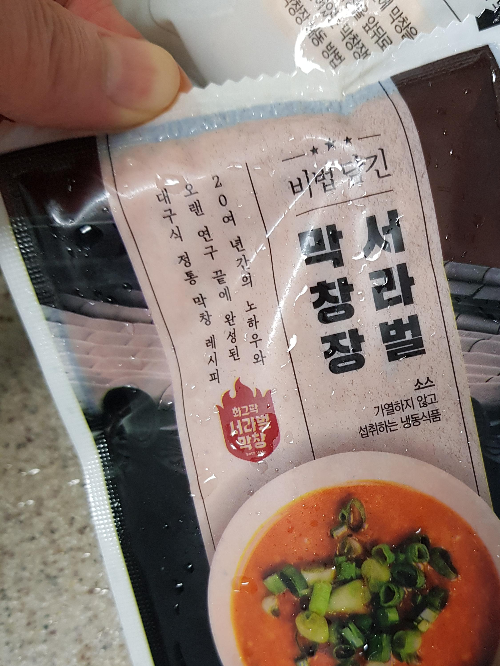 비법 담긴
서라벌
막창장
20여 년간의 노하우와
오랜 연구 끝에 완성된
대구식 정통 막창 레시피
소스
가열하지 않고
섭취하는 냉동식품
서라벌
막창